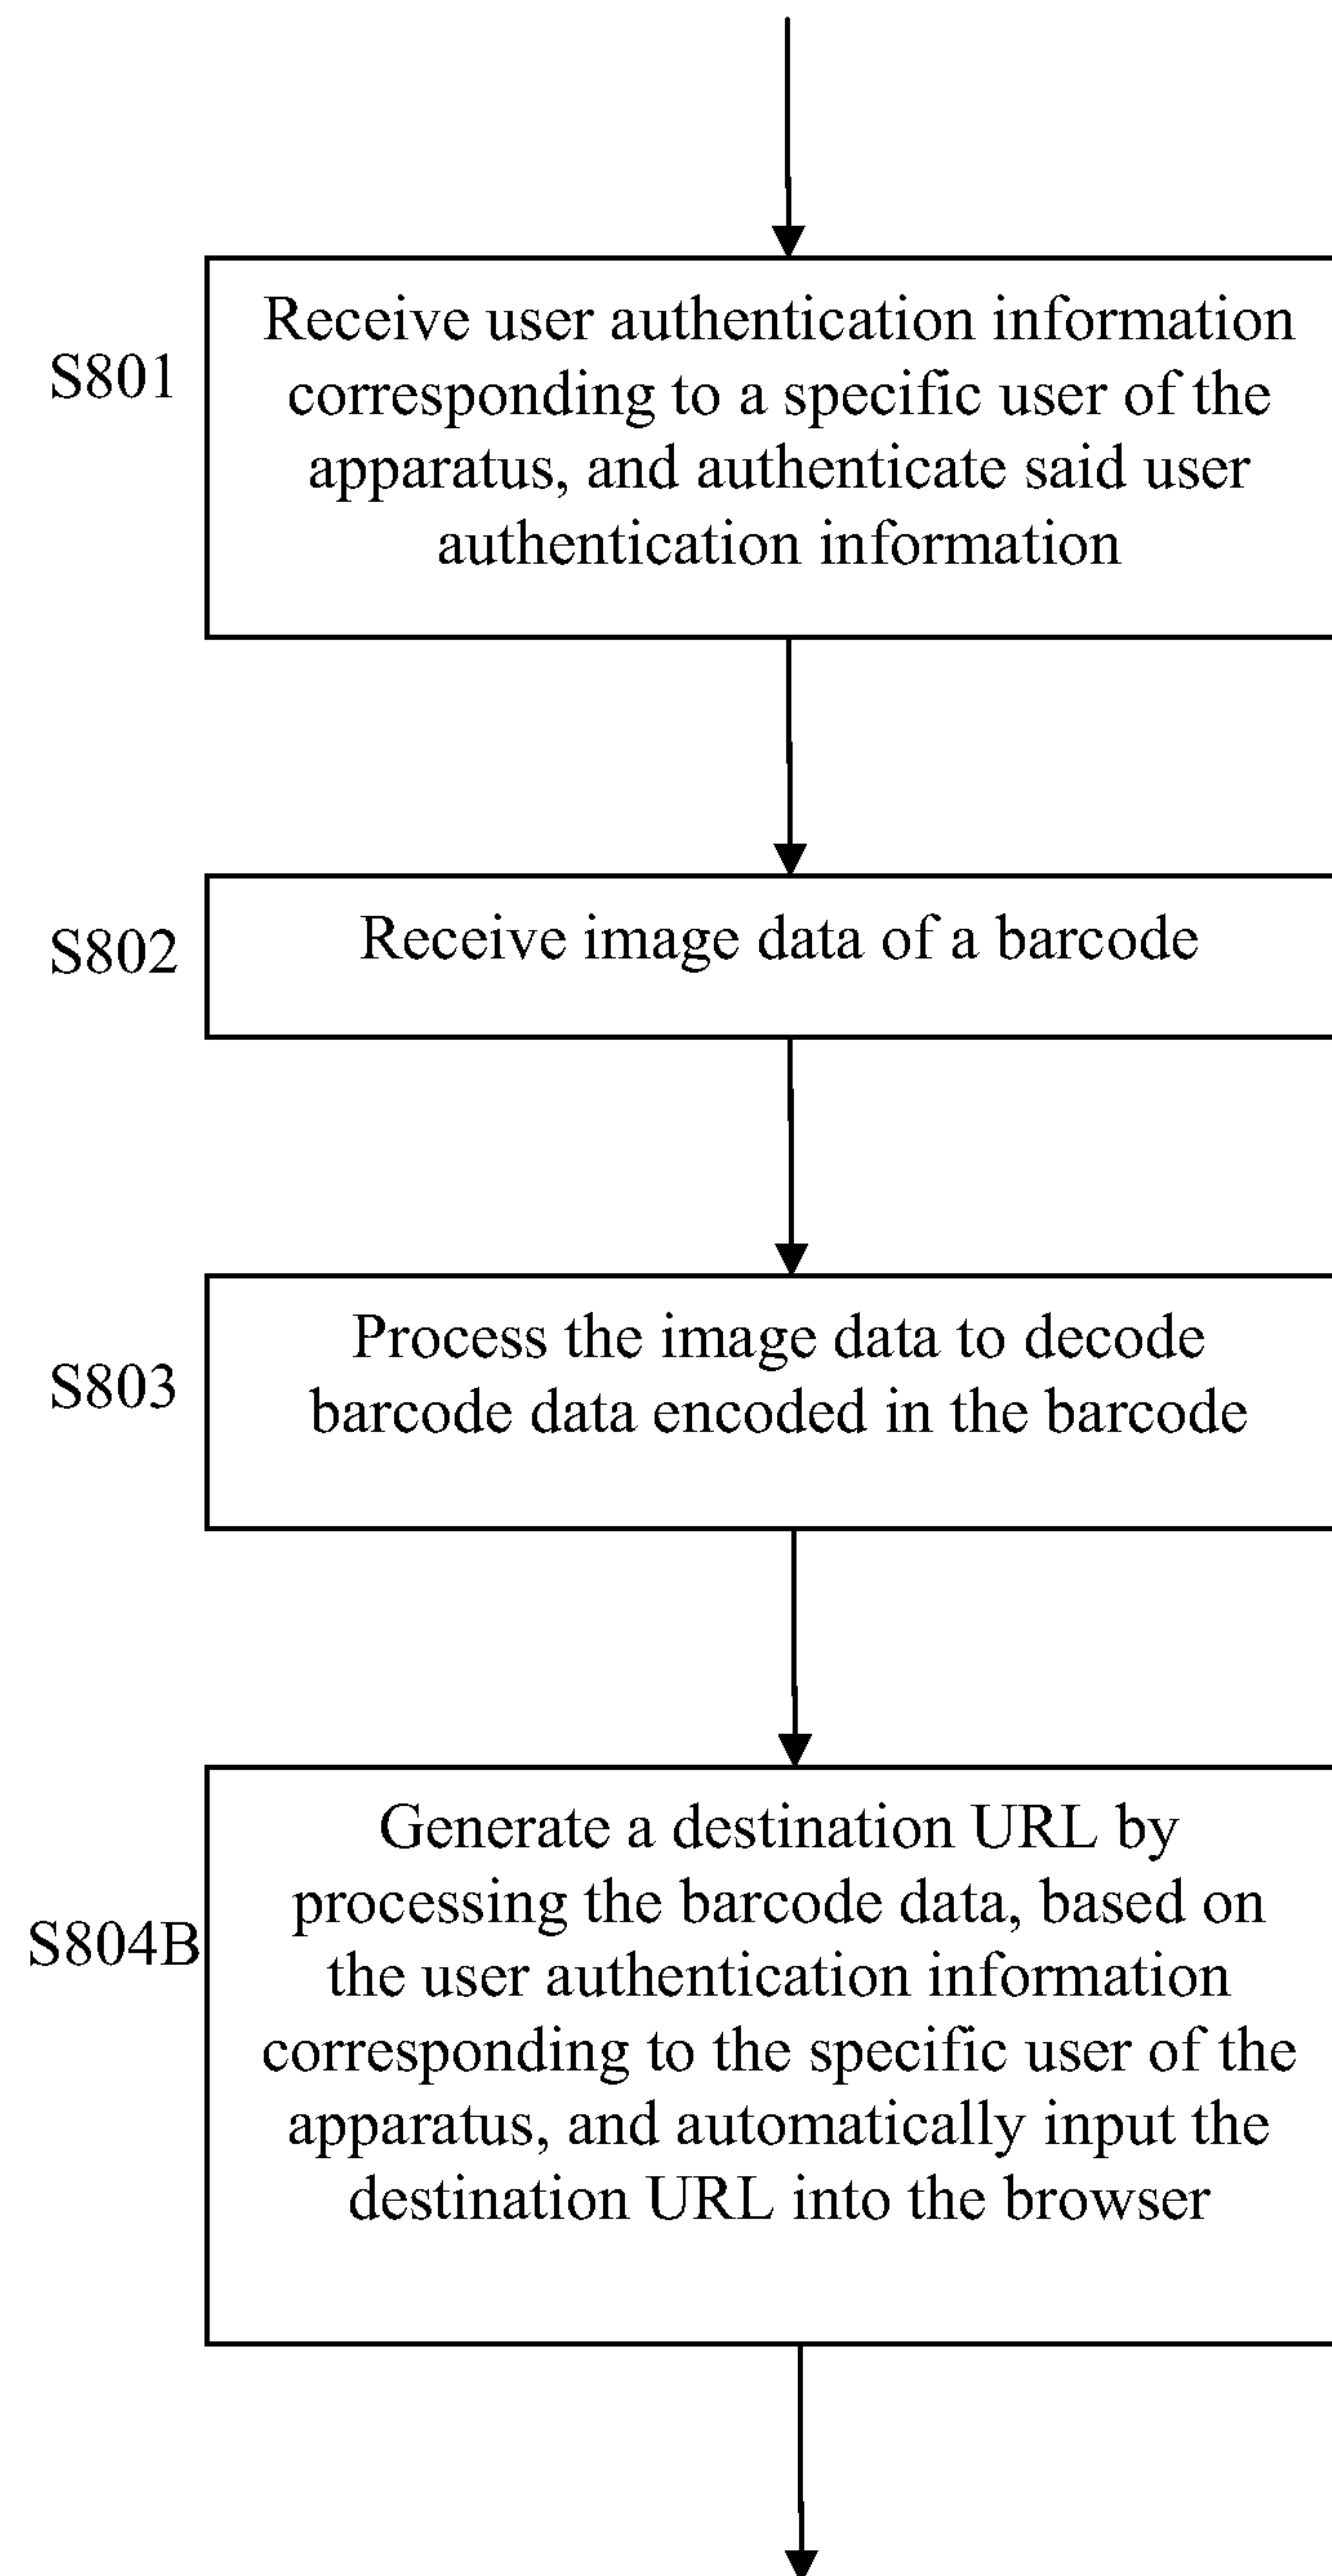 S801
Receive user authentication information
corresponding to a specific user of the
apparatus, and authenticate said user
authentication information
S802
Receive image data of a barcode
S803
Process the image data to decode
barcode data encoded in the barcode
S804B
Generate a destination URL by
processing the barcode data, based on
the user authentication information
corresponding to the specific user of the
apparatus, and automatically input the
destination URL into the browser